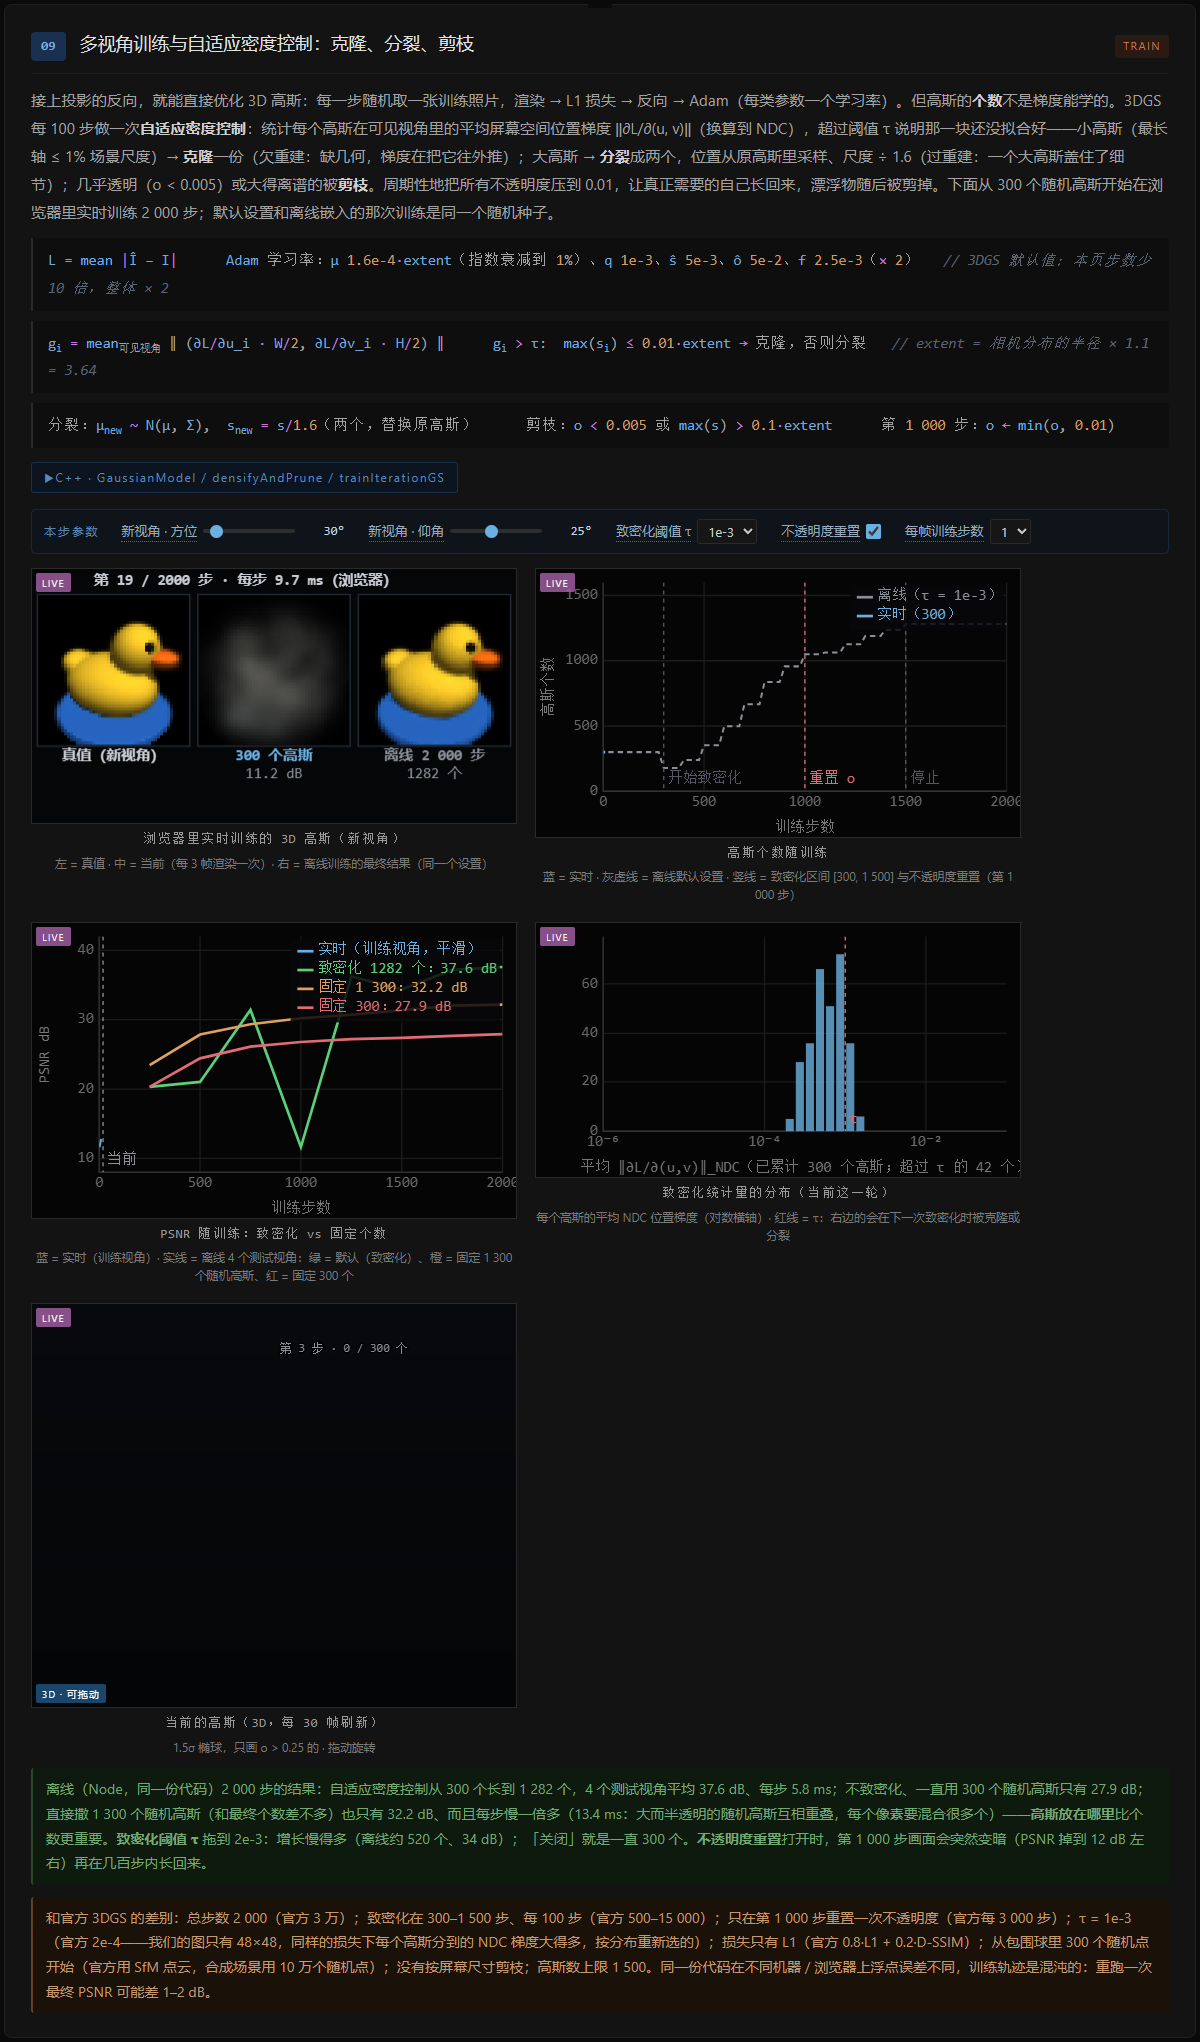 09 多视角训练与自适应密度控制：克隆、分裂、剪枝 TRAIN
接上投影的反向，就能直接优化 3D 高斯：每一步随机取一张训练照片，渲染 → L1 损失 → 反向 → Adam（每类参数一个学习率）。但高斯的个数不是梯度能学的。3DGS
每 100 步做一次自适应密度控制：统计每个高斯在可见视角里的平均屏幕空间位置梯度 ‖∂L/∂(u, v)‖（换算到 NDC），超过阈值 τ 说明那一块还没拟合好——小高斯（最长
轴 ≤ 1% 场景尺度）→ 克隆一份（欠重建：缺几何，梯度在把它往外推）；大高斯 → 分裂成两个，位置从原高斯里采样、尺度 ÷ 1.6（过重建：一个大高斯盖住了细
节）；几乎透明（o < 0.005）或大得离谱的被剪枝。周期性地把所有不透明度压到 0.01，让真正需要的自己长回来，漂浮物随后被剪掉。下面从 300 个随机高斯开始在浏
览器里实时训练 2 000 步；默认设置和离线嵌入的那次训练是同一个随机种子。
L = mean |Î − I| Adam 学习率：μ 1.6e-4·extent（指数衰减到 1%）、q 1e-3、ŝ 5e-3、ô 5e-2、f 2.5e-3（× 2） // 3DGS 默认值；本页步数少
10 倍，整体 × 2
g_i = mean_可见视角 ‖ (∂L/∂u_i · W/2, ∂L/∂v_i · H/2) ‖ g_i > τ: max(s_i) ≤ 0.01·extent → 克隆，否则分裂 // extent = 相机分布的半径 × 1.1
= 3.64
分裂：μ_new ~ N(μ, Σ), s_new = s/1.6（两个，替换原高斯） 剪枝：o < 0.005 或 max(s) > 0.1·extent 第 1 000 步：o ← min(o, 0.01)
▶C++ · GaussianModel / densifyAndPrune / trainIterationGS
本步参数 新视角 · 方位 30° 新视角 · 仰角 25° 致密化阈值 τ 1e-3 不透明度重置 每帧训练步数 1
LIVE
第 19 / 2000 步 · 每步 9.7 ms (浏览器)
真值 (新视角)
300 个高斯
11.2 dB
离线 2 000 步
1282 个
浏览器里实时训练的 3D 高斯（新视角）
左 = 真值 · 中 = 当前（每 3 帧渲染一次）· 右 = 离线训练的最终结果（同一个设置）
LIVE
离线（τ = 1e-3）
实时（300）
1500
1000
500
0
高斯个数
开始致密化
重置 o
停止
0 500 1000 1500 2000
训练步数
高斯个数随训练
蓝 = 实时 · 灰虚线 = 离线默认设置 · 竖线 = 致密化区间 [300, 1 500] 与不透明度重置（第 1
000 步）
LIVE
实时（训练视角，平滑）
致密化 1282 个：37.6 dB
固定 1 300：32.2 dB
固定 300：27.9 dB
40
30
20
10
PSNR dB
当前
0 500 1000 1500 2000
训练步数
PSNR 随训练：致密化 vs 固定个数
蓝 = 实时（训练视角）· 实线 = 离线 4 个测试视角：绿 = 默认（致密化）、橙 = 固定 1 300
个随机高斯、红 = 固定 300 个
LIVE
60
40
20
0
τ
10⁻⁶ 10⁻⁴ 10⁻²
平均 ‖∂L/∂(u,v)‖_NDC（已累计 300 个高斯；超过 τ 的 42 个）
致密化统计量的分布（当前这一轮）
每个高斯的平均 NDC 位置梯度（对数横轴）· 红线 = τ：右边的会在下一次致密化时被克隆或
分裂
LIVE
第 3 步 · 0 / 300 个
3D · 可拖动
当前的高斯（3D，每 30 帧刷新）
1.5σ 椭球，只画 o > 0.25 的 · 拖动旋转
离线（Node，同一份代码）2 000 步的结果：自适应密度控制从 300 个长到 1 282 个，4 个测试视角平均 37.6 dB、每步 5.8 ms；不致密化、一直用 300 个随机高斯只有 27.9 dB；
直接撒 1 300 个随机高斯（和最终个数差不多）也只有 32.2 dB、而且每步慢一倍多（13.4 ms：大而半透明的随机高斯互相重叠，每个像素要混合很多个）——高斯放在哪里比个
数更重要。致密化阈值 τ 拖到 2e-3：增长慢得多（离线约 520 个、34 dB）；「关闭」就是一直 300 个。不透明度重置打开时，第 1 000 步画面会突然变暗（PSNR 掉到 12 dB 左
右）再在几百步内长回来。
和官方 3DGS 的差别：总步数 2 000（官方 3 万）；致密化在 300–1 500 步、每 100 步（官方 500–15 000）；只在第 1 000 步重置一次不透明度（官方每 3 000 步）；τ = 1e-3
（官方 2e-4——我们的图只有 48×48，同样的损失下每个高斯分到的 NDC 梯度大得多，按分布重新选的）；损失只有 L1（官方 0.8·L1 + 0.2·D-SSIM）；从包围球里 300 个随机点
开始（官方用 SfM 点云，合成场景用 10 万个随机点）；没有按屏幕尺寸剪枝；高斯数上限 1 500。同一份代码在不同机器 / 浏览器上浮点误差不同，训练轨迹是混沌的：重跑一次
最终 PSNR 可能差 1–2 dB。